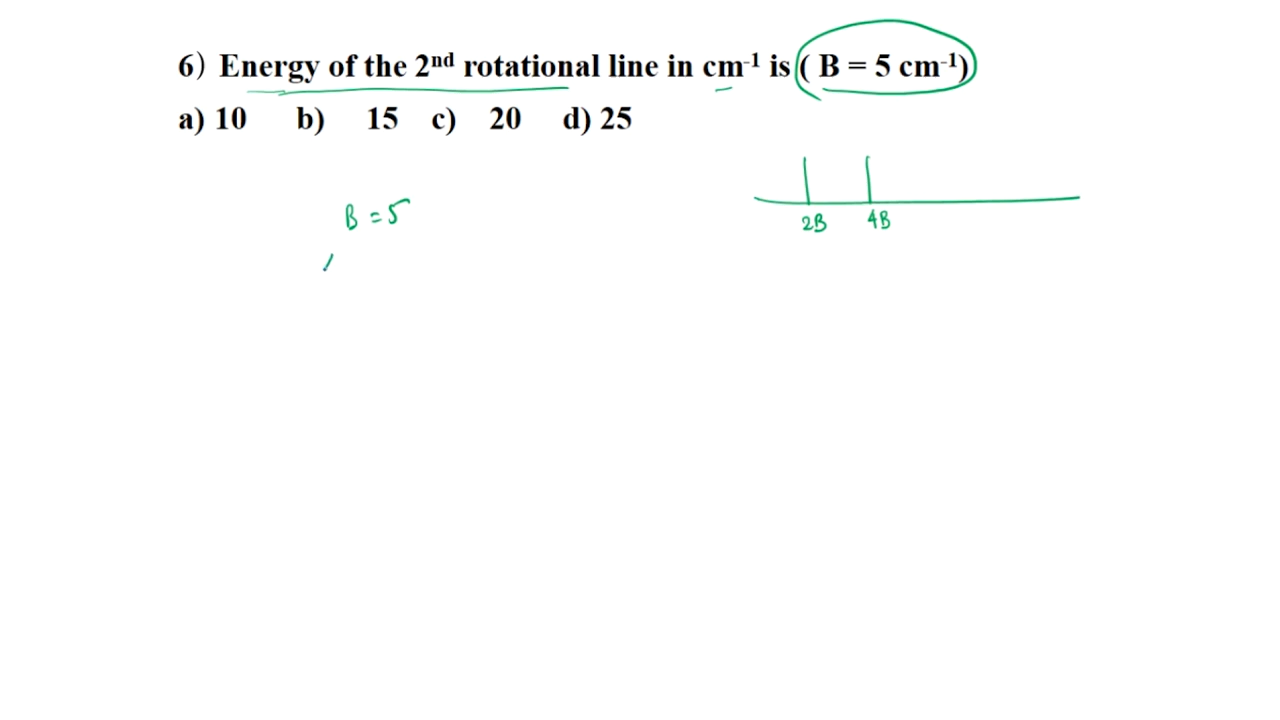 6) Energy of the 2nd rotational line in cm-1 is ( B = 5 cm-1)
a) 10 b) 15 c) 20 d) 25
B = 5
2B 4B